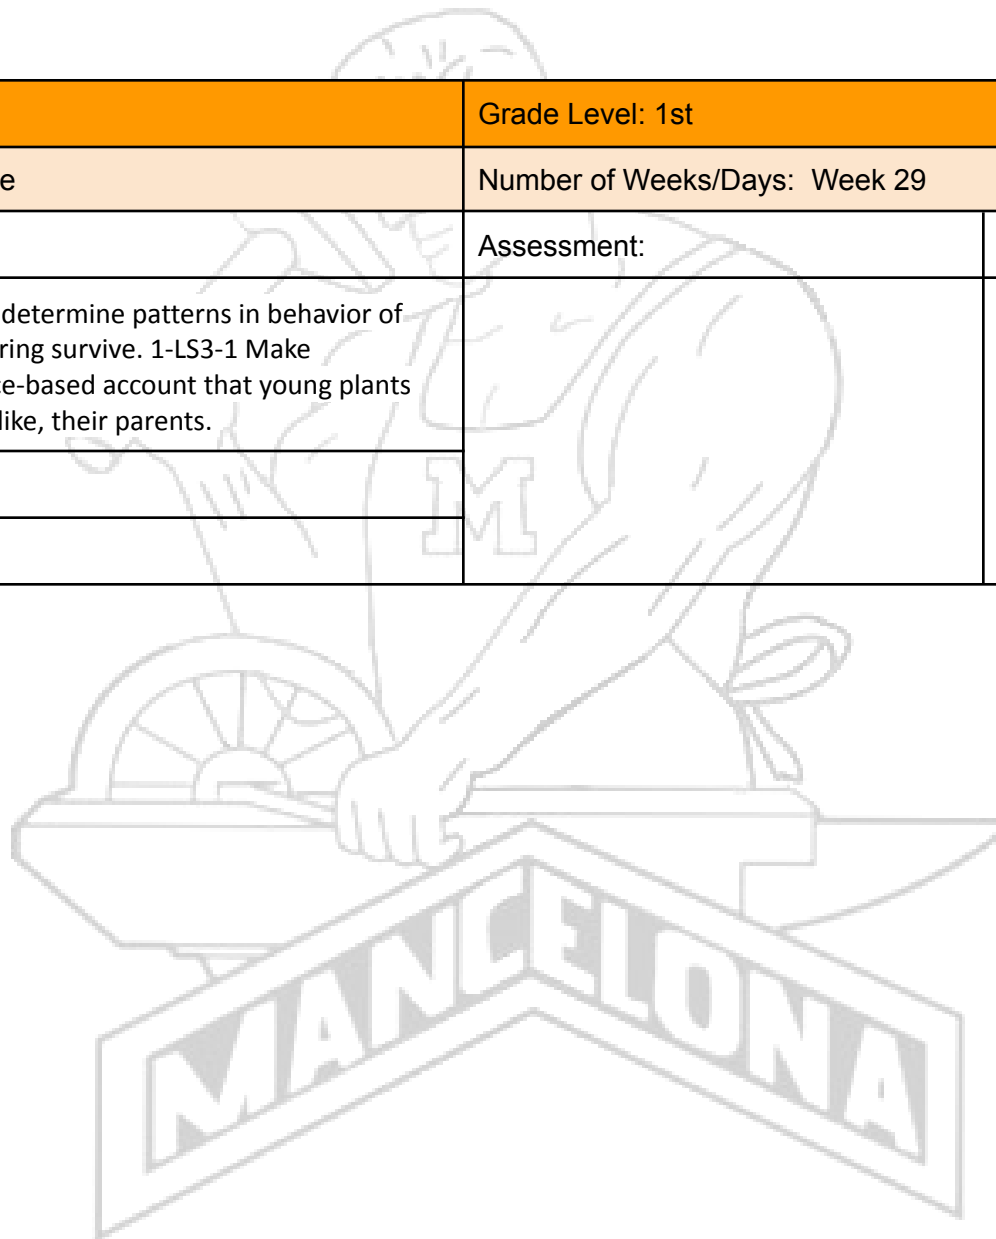 Grade Level: 1st
e
Number of Weeks/Days: Week 29
Assessment:
determine patterns in behavior of
ring survive. 1-LS3-1 Make
ce-based account that young plants
like, their parents.
M
MANCELONA